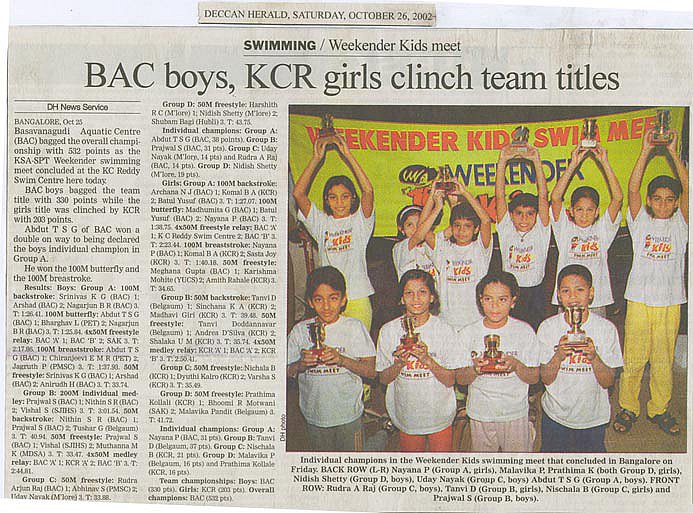 DECCAN HERALD, SATURDAY, OCTOBER 26, 2002
SWIMMING / Weekender Kids meet
BAC boys, KCR girls clinch team titles
DH News Service
BANGALORE, Oct 25
Basavanagudi Aquatic Centre
(BAC) bagged the overall champi-
onship with 532 points as the
KSA-SPT Weekender swimming
meet concluded at the KC Reddy
Swim Centre here today.
BAC boys bagged the team
title with 330 points while the
girls title was clinched by KCR
with 203 points.
Abdut T S G of BAC won a
double on way to being declared
the boys individual champion in
Group A.
He won the 100M butterfly and
the 100M breastroke.
Results: Boys: Group A: 100M
backstroke: Srinivas K G (BAC) 1;
Arshad (BAC) 2; Nagarjun B R (BAC) 3.
T: 1:26.41. 100M butterfly: Abdut T S G
(BAC) 1; Bharghav L (PET) 2; Nagarjun
B R (BAC) 3. T: 1:25.84. 4x50M freestyle
relay: BAC 'A' 1; BAC 'B' 2; SAK 3. T:
2:17.86. 100M breaststroke: Abdut T S
G (BAC) 1; Chiranjeevi E M R (PET) 2;
Jagruth P (PMSC) 3. T: 1:37.93. 50M
freestyle: Srinivas K G (BAC) 1; Arshad
(BAC) 2; Anirudh H (BAC) 3. T: 33.74.
Group B: 200M individual med-
ley: Prajwal S (BAC) 1; Nithin S R (BAC)
2; Vishal S (SJIHS) 3: T: 3:01.54. 50M
backstroke: Nithin S R (BAC) 1,
Prajwal S (BAC) 2; Tushar G (Belgaum)
3. T: 40.94. 50M freestyle: Prajwal S
(BAC) 1; Vishal (SJIHS) 2; Muthanna M
K (MDSA) 3. T: 33.47. 4x50M medley
relay: BAC 'A' 1; KCR 'A' 2; BAC 'B' 3. T:
2:44.81.
Group C: 50M freestyle: Rudra
Arjun R (BAC) 1; Abhinav S (PMSC) 2;
Uday Nayak (M'lore) 3. T: 33.88.
Group D: 50M freestyle: Harshith
R C (M'lore) 1; Nidish Shetty (M'lore) 2;
Shubam Bagi (Hubli) 3. T: 43.75.
Individual champions: Group A:
Abdut T S G (BAC, 38 points). Group B:
Prajwal S (BAC, 31 pts). Group C: Uday
Nayak (M'lore, 14 pts) and Rudra A Raj
(BAC, 14 pts). Group D: Nidish Shetty
(M'lore, 19 pts).
Girls: Group A: 100M backstroke:
Archana N J (BAC) 1; Komal B A (KCR)
2; Batul Yusuf (BAC) 3. T: 1:27.07. 100M
butterfly: Madhumita G (BAC) 1; Batul
Yusuf (BAC) 2; Nayana P (BAC) 3. T:
1:38.75. 4x50M freestyle relay: BAC 'A'
1; K C Reddy Swim Centre 2; BAC 'B' 3.
T: 2:23.44. 100M Breaststroke: Nayana
P (BAC) 1; Komal B A (KCR) 2; Sasta Joy
(KCR) 3. T: 1:40.18. 50M freestyle:
Meghana Gupta (BAC) 1; Karishma
Mohite (YUCS) 2; Amith Rahale (KCR) 3.
T: 34.65.
Group B: 50M backstroke: Tanvi D
(Belgaum) 1; Sinchana K A (KCR) 2;
Madhavi Giri (KCR) 3. T: 39.48. 50M
freestyle: Tanvi Doddannavar
(Belgaum) 1; Andrea D'Silva (KCR) 2;
Shalaka U M (KCR) 3. T: 35.74. 4x50M
medley relay: KCR 'A' 1; BAC 'A' 2; KCR
'B' 3. T: 2:50.41.
Group C: 50M freestyle: Nichala B
(KCR) 1; Dyuthi Kalro (KCR) 2; Varsha S
(KCR) 3. T: 35.49.
Group D: 50M freestyle: Prathima
Kollali (KCR) 1; Bhoomi R Motwani
(SAK) 2; Malavika Pandit (Belgaum) 3.
T: 41.72.
Individual champions: Group A:
Nayana P (BAC, 31 pts). Group B: Tanvi
D (Belgaum, 37 pts). Group C: Nischala
B (KCR, 21 pts). Group D: Malavika P
(Belgaum, 16 pts) and Prathima Kollale
(KCR, 16 pts).
Team championships: Boys: BAC
(330 pts). Girls: KCR (203 pts). Overall
champions: BAC (532 pts).
WEEKENDER KIDS SWIM MEET
DH photo
Individual champions in the Weekender Kids swimming meet that concluded in Bangalore on
Friday. BACK ROW (L-R) Nayana P (Group A, girls), Malavika P, Prathima K (both Group D, girls),
Nidish Shetty (Group D, boys), Uday Nayak (Group C, boys) Abdut T S G (Group A, boys). FRONT
ROW: Rudra A Raj (Group C, boys), Tanvi D (Group B, girls), Nischala B (Group C, girls) and
Prajwal S (Group B, boys).